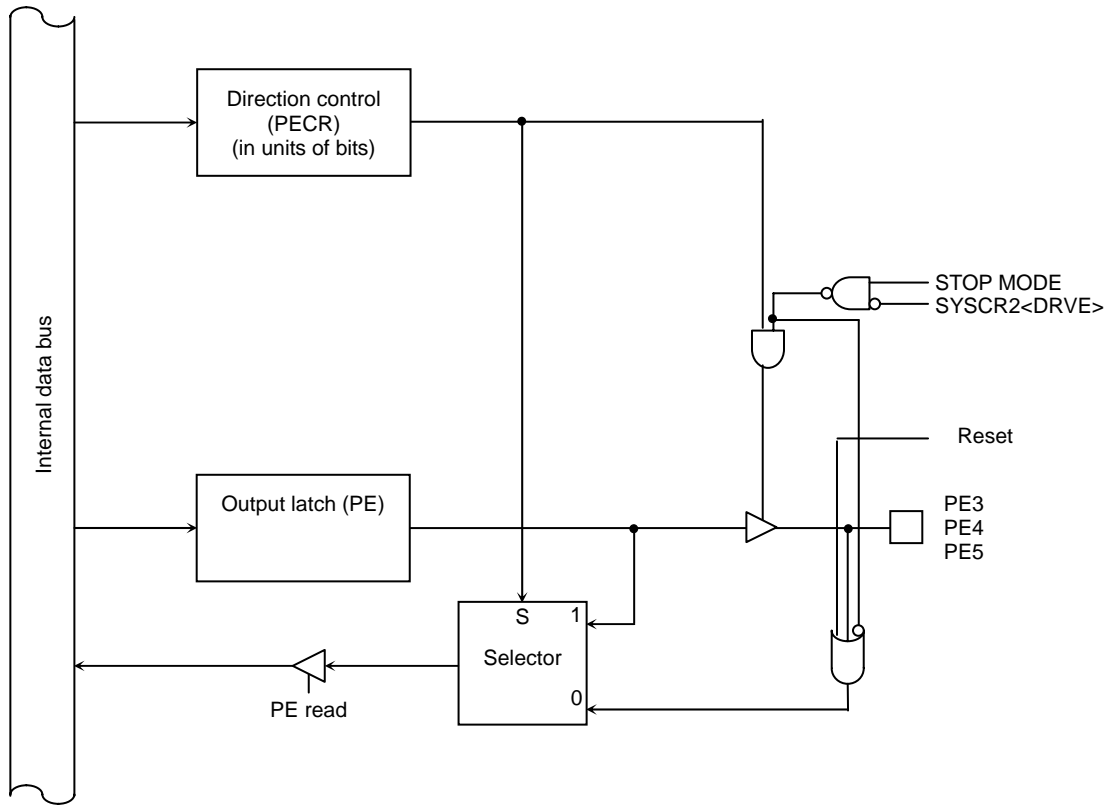 Direction control
(PECR)
(in units of bits)
STOP MODE
SYSCR2<DRVE>
Internal data bus
Reset
Output latch (PE)
PE3
PE4
PE5
S
1
Selector
0
PE read